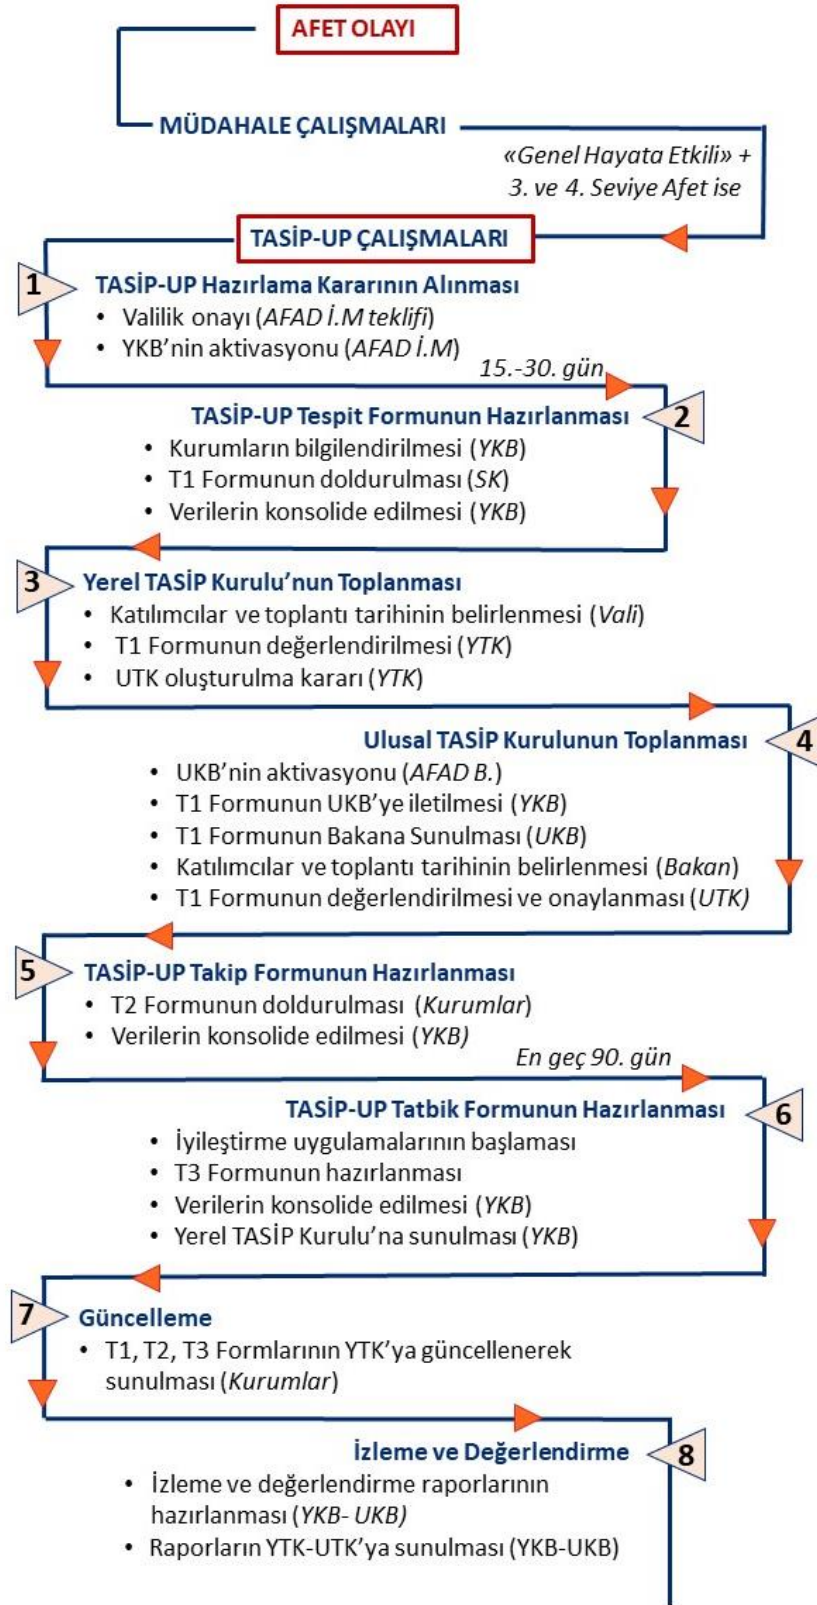 AFET OLAYI
MÜDAHALE ÇALIŞMALARI
«Genel Hayata Etkili» +
3. ve 4. Seviye Afet ise
TASİP-UP ÇALIŞMALARI
1
TASİP-UP Hazırlama Kararının Alınması
• Valilik onayı (AFAD İ.M teklifi)
• YKB’nin aktivasyonu (AFAD İ.M)
15.-30. gün
TASİP-UP Tespit Formunun Hazırlanması
2
• Kurumların bilgilendirilmesi (YKB)
• T1 Formunun doldurulması (SK)
• Verilerin konsolide edilmesi (YKB)
3
Yerel TASİP Kurulu’nun Toplanması
• Katılımcılar ve toplantı tarihinin belirlenmesi (Vali)
• T1 Formunun değerlendirilmesi (YTK)
• UTK oluşturulma kararı (YTK)
Ulusal TASİP Kurulunun Toplanması
4
• UKB’nin aktivasyonu (AFAD B.)
• T1 Formunun UKB’ye iletilmesi (YKB)
• T1 Formunun Bakana Sunulması (UKB)
• Katılımcılar ve toplantı tarihinin belirlenmesi (Bakan)
• T1 Formunun değerlendirilmesi ve onaylanması (UTK)
5
TASİP-UP Takip Formunun Hazırlanması
• T2 Formunun doldurulması (Kurumlar)
• Verilerin konsolide edilmesi (YKB)
En geç 90. gün
TASİP-UP Tatbik Formunun Hazırlanması
6
• İyileştirme uygulamalarının başlaması
• T3 Formunun hazırlanması
• Verilerin konsolide edilmesi (YKB)
• Yerel TASİP Kurulu’na sunulması (YKB)
7
Güncelleme
• T1, T2, T3 Formlarının YTK’ya güncellenerek
sunulması (Kurumlar)
İzleme ve Değerlendirme
8
• İzleme ve değerlendirme raporlarının
hazırlanması (YKB- UKB)
• Raporların YTK-UTK’ya sunulması (YKB-UKB)